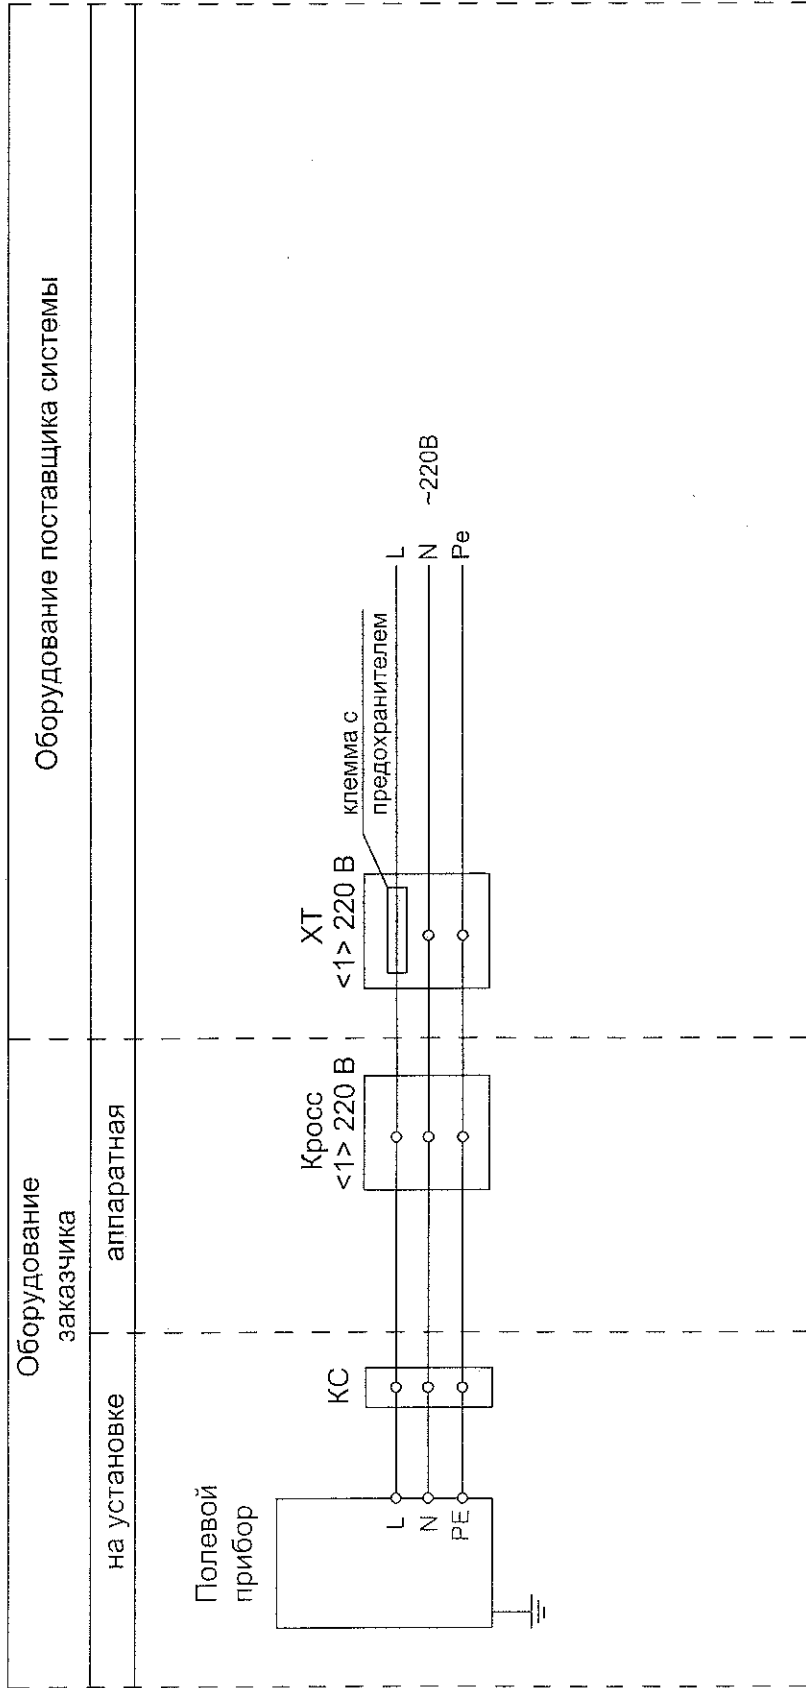 Оборудование
заказчика
Оборудование поставщика системы
на установке
аппаратная
Полевой
прибор
L
N
PE
КС
Кросс
<1> 220 В
ХТ
<1> 220 В
клемма с
предохранителем
L
N
Pe
~220В